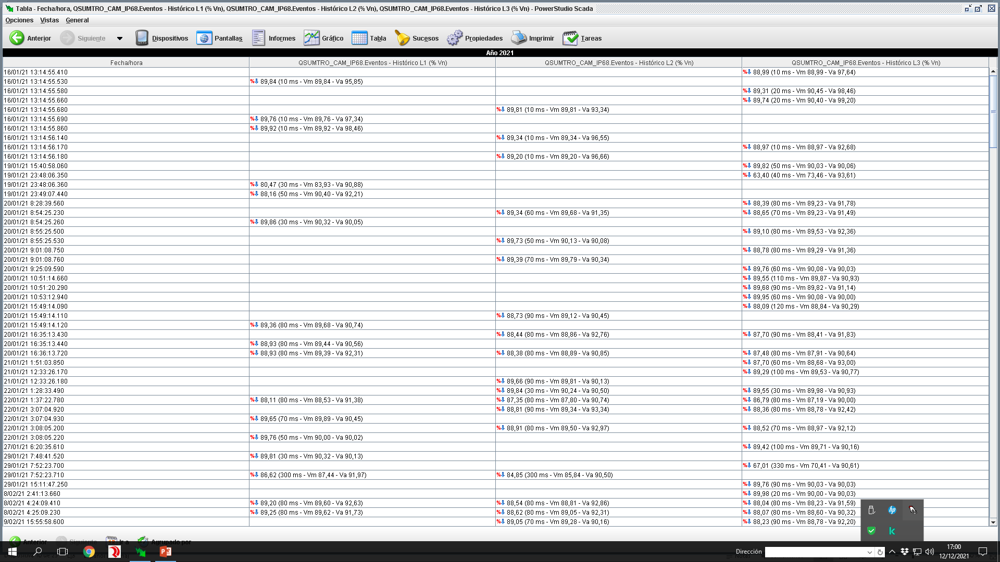 Tabla - Fecha/hora, QSUMTRO_CAM_IP68.Eventos - Histórico L1 (% Vn), QSUMTRO_CAM_IP68.Eventos - Histórico L2 (% Vn), QSUMTRO_CAM_IP68.Eventos - Histórico L3 (% Vn) - PowerStudio Scada
Opciones Vistas General
Anterior Siguiente Dispositivos Pantallas Informes Gráfico Tabla Sucesos Propiedades Imprimir Tareas
Año 2021
Fecha/hora QSUMTRO_CAM_IP68.Eventos - Histórico L1 (% Vn) QSUMTRO_CAM_IP68.Eventos - Histórico L2 (% Vn) QSUMTRO_CAM_IP68.Eventos - Histórico L3 (% Vn)
16/01/21 13:14:55.410 % 88,99 (10 ms - Vm 88,99 - Va 97,64)
16/01/21 13:14:55.530 % 89,84 (10 ms - Vm 89,84 - Va 95,85)
16/01/21 13:14:55.580 % 89,31 (20 ms - Vm 90,45 - Va 98,46)
16/01/21 13:14:55.660 % 89,74 (20 ms - Vm 90,40 - Va 99,20)
16/01/21 13:14:55.680 % 89,81 (10 ms - Vm 89,81 - Va 93,34)
16/01/21 13:14:55.690 % 89,76 (10 ms - Vm 89,76 - Va 97,34)
16/01/21 13:14:55.860 % 89,92 (10 ms - Vm 89,92 - Va 98,46)
16/01/21 13:14:56.140 % 89,34 (10 ms - Vm 89,34 - Va 96,55)
16/01/21 13:14:56.170 % 88,97 (10 ms - Vm 88,97 - Va 92,68)
16/01/21 13:14:56.180 % 89,20 (10 ms - Vm 89,20 - Va 96,66)
19/01/21 15:40:58.060 % 89,82 (50 ms - Vm 90,03 - Va 90,06)
19/01/21 23:48:06.350 % 63,40 (40 ms - Vm 73,46 - Va 93,61)
19/01/21 23:48:06.360 % 80,47 (30 ms - Vm 83,93 - Va 90,88)
19/01/21 23:49:07.440 % 88,16 (50 ms - Vm 90,40 - Va 92,21)
20/01/21 8:28:39.560 % 88,39 (80 ms - Vm 89,23 - Va 91,78)
20/01/21 8:54:25.230 % 89,34 (60 ms - Vm 89,68 - Va 91,35) % 88,65 (70 ms - Vm 89,23 - Va 91,49)
20/01/21 8:54:25.260 % 89,86 (30 ms - Vm 90,32 - Va 90,05)
20/01/21 8:55:25.500 % 89,10 (80 ms - Vm 89,53 - Va 92,36)
20/01/21 8:55:25.530 % 89,73 (50 ms - Vm 90,13 - Va 90,08)
20/01/21 9:01:08.750 % 88,78 (80 ms - Vm 89,29 - Va 91,36)
20/01/21 9:01:08.760 % 89,39 (70 ms - Vm 89,79 - Va 90,34)
20/01/21 9:25:09.590 % 89,76 (60 ms - Vm 90,08 - Va 90,03)
20/01/21 10:51:14.660 % 89,55 (110 ms - Vm 89,87 - Va 90,93)
20/01/21 10:51:20.290 % 89,68 (90 ms - Vm 89,82 - Va 91,14)
20/01/21 10:53:12.940 % 89,95 (60 ms - Vm 90,08 - Va 90,00)
20/01/21 15:49:14.090 % 88,09 (120 ms - Vm 88,84 - Va 90,29)
20/01/21 15:49:14.110 % 88,73 (90 ms - Vm 89,12 - Va 90,45)
20/01/21 15:49:14.120 % 89,36 (80 ms - Vm 89,68 - Va 90,74)
20/01/21 16:35:13.430 % 88,44 (80 ms - Vm 88,86 - Va 92,76) % 87,70 (90 ms - Vm 88,41 - Va 91,83)
20/01/21 16:35:13.440 % 88,93 (80 ms - Vm 89,44 - Va 90,56)
20/01/21 16:36:13.720 % 88,93 (80 ms - Vm 89,39 - Va 92,31) % 88,38 (80 ms - Vm 88,89 - Va 90,85) % 87,48 (80 ms - Vm 87,91 - Va 90,64)
21/01/21 1:51:03.850 % 87,70 (60 ms - Vm 88,68 - Va 93,00)
21/01/21 12:33:26.170 % 89,29 (100 ms - Vm 89,53 - Va 90,77)
21/01/21 12:33:26.180 % 89,66 (90 ms - Vm 89,81 - Va 90,13)
22/01/21 1:28:33.490 % 89,84 (30 ms - Vm 90,24 - Va 90,50) % 89,55 (30 ms - Vm 89,98 - Va 90,93)
22/01/21 1:37:22.780 % 88,11 (80 ms - Vm 88,53 - Va 91,38) % 87,35 (80 ms - Vm 87,80 - Va 90,74) % 86,79 (80 ms - Vm 87,19 - Va 90,00)
22/01/21 3:07:04.920 % 88,81 (90 ms - Vm 89,34 - Va 93,34) % 88,36 (80 ms - Vm 88,78 - Va 92,42)
22/01/21 3:07:04.930 % 89,65 (70 ms - Vm 89,89 - Va 90,45)
22/01/21 3:08:05.200 % 88,91 (80 ms - Vm 89,50 - Va 92,97) % 88,52 (70 ms - Vm 88,97 - Va 92,12)
22/01/21 3:08:05.220 % 89,76 (50 ms - Vm 90,00 - Va 90,02)
27/01/21 6:20:35.610 % 89,42 (100 ms - Vm 89,71 - Va 90,16)
29/01/21 7:48:41.520 % 89,81 (30 ms - Vm 90,32 - Va 90,13)
29/01/21 7:52:23.700 % 67,01 (330 ms - Vm 70,41 - Va 90,61)
29/01/21 7:52:23.710 % 86,62 (300 ms - Vm 87,44 - Va 91,97) % 84,85 (300 ms - Vm 85,84 - Va 90,50)
29/01/21 15:11:47.250 % 89,76 (90 ms - Vm 90,03 - Va 90,03)
8/02/21 2:41:13.660 % 89,98 (20 ms - Vm 90,00 - Va 90,03)
8/02/21 4:24:09.410 % 89,20 (80 ms - Vm 89,60 - Va 92,63) % 88,54 (80 ms - Vm 88,81 - Va 92,86) % 88,04 (80 ms - Vm 88,23 - Va 91,59)
8/02/21 4:25:09.230 % 89,25 (80 ms - Vm 89,62 - Va 91,73) % 88,62 (80 ms - Vm 89,05 - Va 92,31) % 88,07 (80 ms - Vm 88,60 - Va 90,32)
9/02/21 15:55:58.600 % 89,05 (70 ms - Vm 89,28 - Va 90,16) % 88,23 (90 ms - Vm 88,78 - Va 92,20)
hp
k
Anterior Siguiente Ir a Agrupado por
Dirección
17:00
12/12/2021